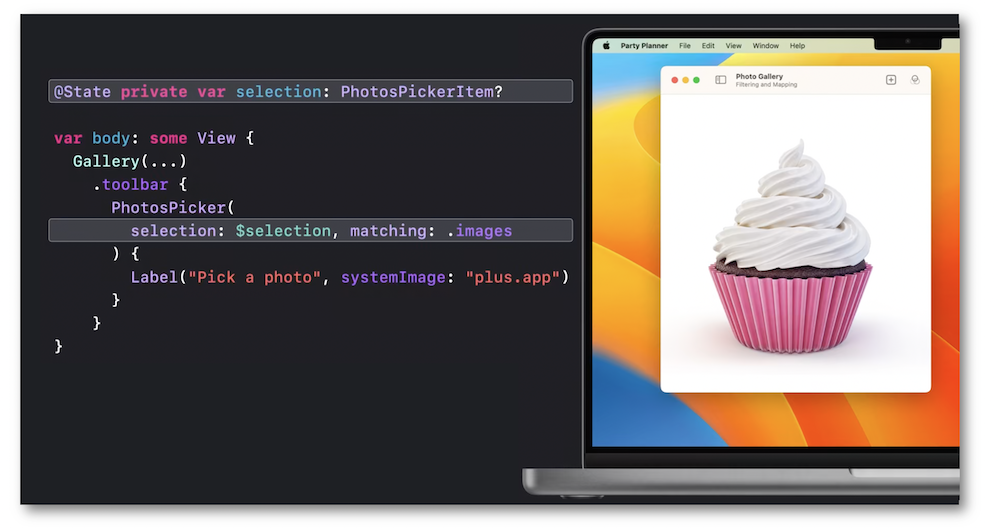 @State private var selection: PhotosPickerItem?
var body: some View {
Gallery(...)
.toolbar {
PhotosPicker(
selection: $selection, matching: .images
) {
Label("Pick a photo", systemImage: "plus.app")
}
}
}
Party Planner File Edit View Window Help
Photo Gallery
Filtering and Mapping